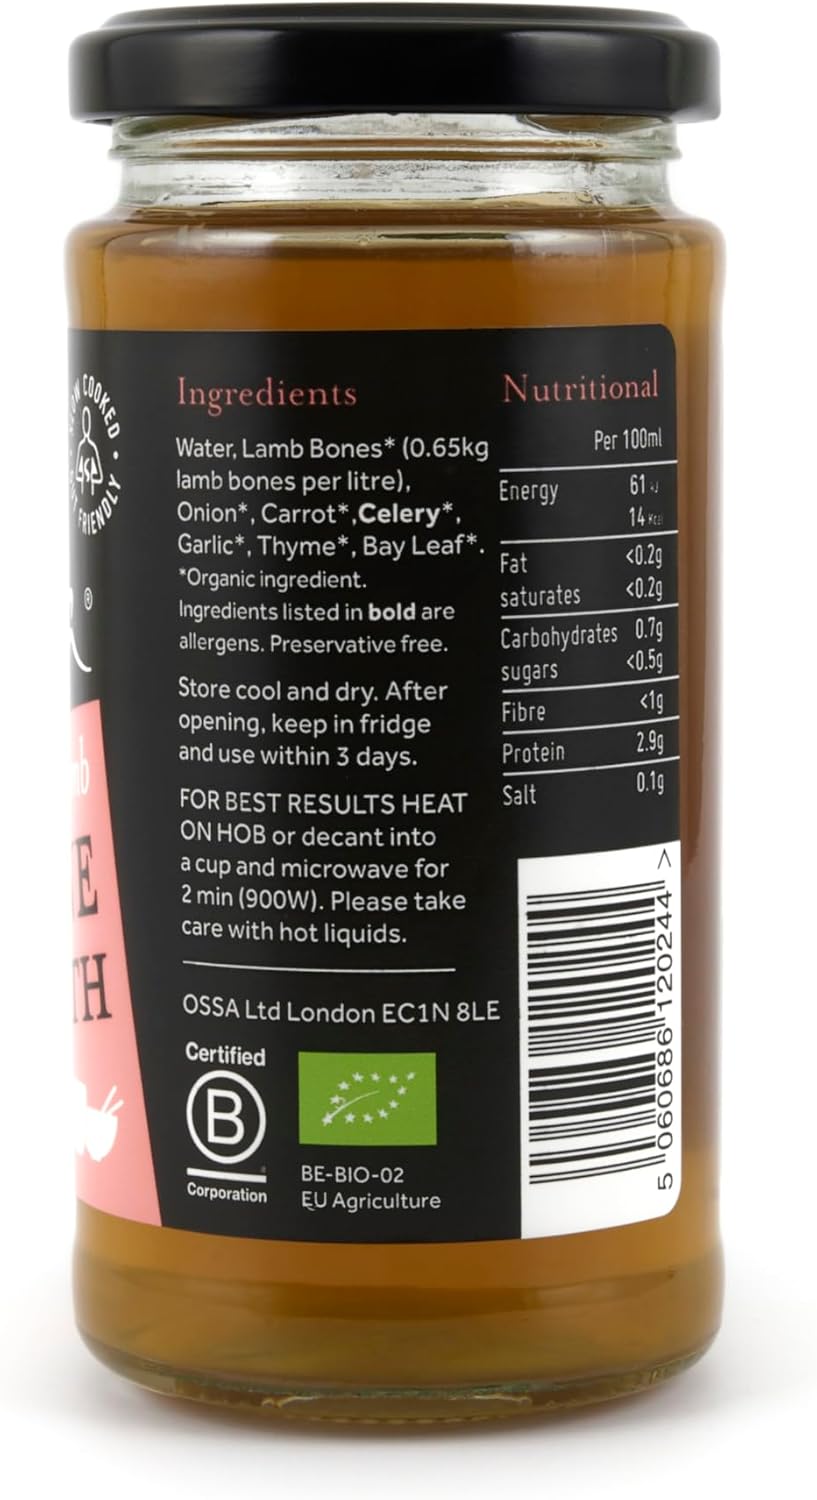 SLOW COOKED
FRIENDLY
®
Ingredients
Water, Lamb Bones* (0.65kg
lamb bones per litre),
Onion*, Carrot*,Celery*,
Garlic*, Thyme*, Bay Leaf*.
*Organic ingredient.
Ingredients listed in bold are
allergens. Preservative free.
Store cool and dry. After
opening, keep in fridge
and use within 3 days.
FOR BEST RESULTS HEAT
ON HOB or decant into
a cup and microwave for
2 min (900W). Please take
care with hot liquids.
OSSA Ltd London EC1N 8LE
Certified
B
Corporation
BE-BIO-02
EU Agriculture
Nutritional
Per 100ml
Energy 61 kJ
14 Kcal
Fat <0.2g
saturates <0.2g
Carbohydrates 0.7g
sugars <0.5g
Fibre <1g
Protein 2.9g
Salt 0.1g
5 060686 120244 >